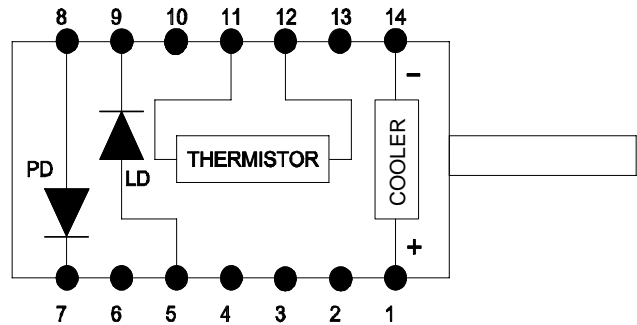 8 9 10 11 12 13 14
−
THERMISTOR
COOLER
PD
LD
+
7 6 5 4 3 2 1